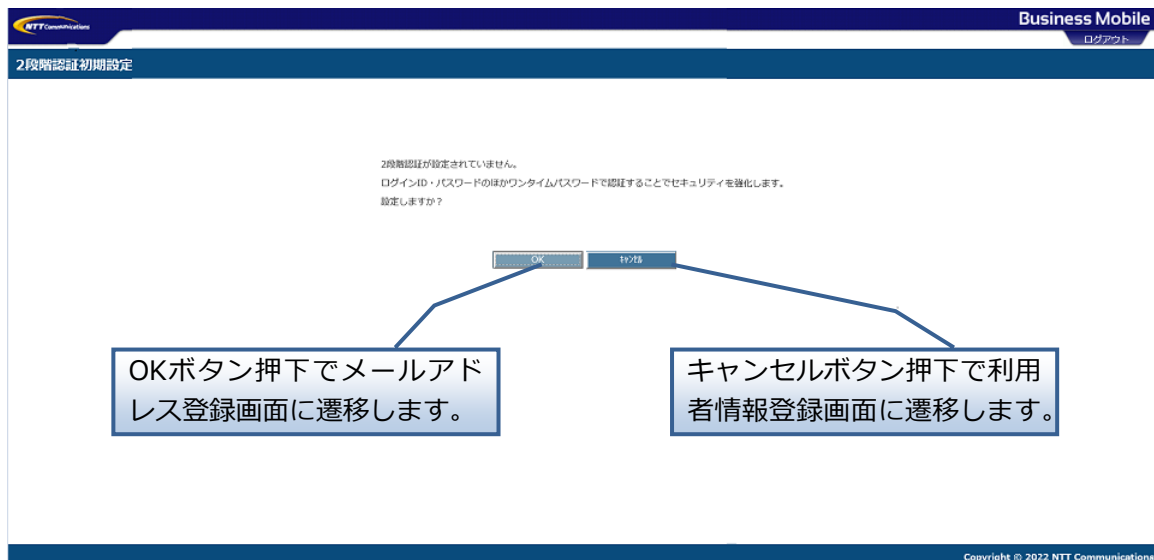 NTT Communications
Business Mobile
ログアウト
2段階認証初期設定
2段階認証が設定されていません。
ログインID・パスワードのほかワンタイムパスワードで認証することでセキュリティを強化します。
設定しますか？
OK
ｷｬﾝｾﾙ
OKボタン押下でメールアド
レス登録画面に遷移します。
キャンセルボタン押下で利用
者情報登録画面に遷移します。
Copyright © 2022 NTT Communications